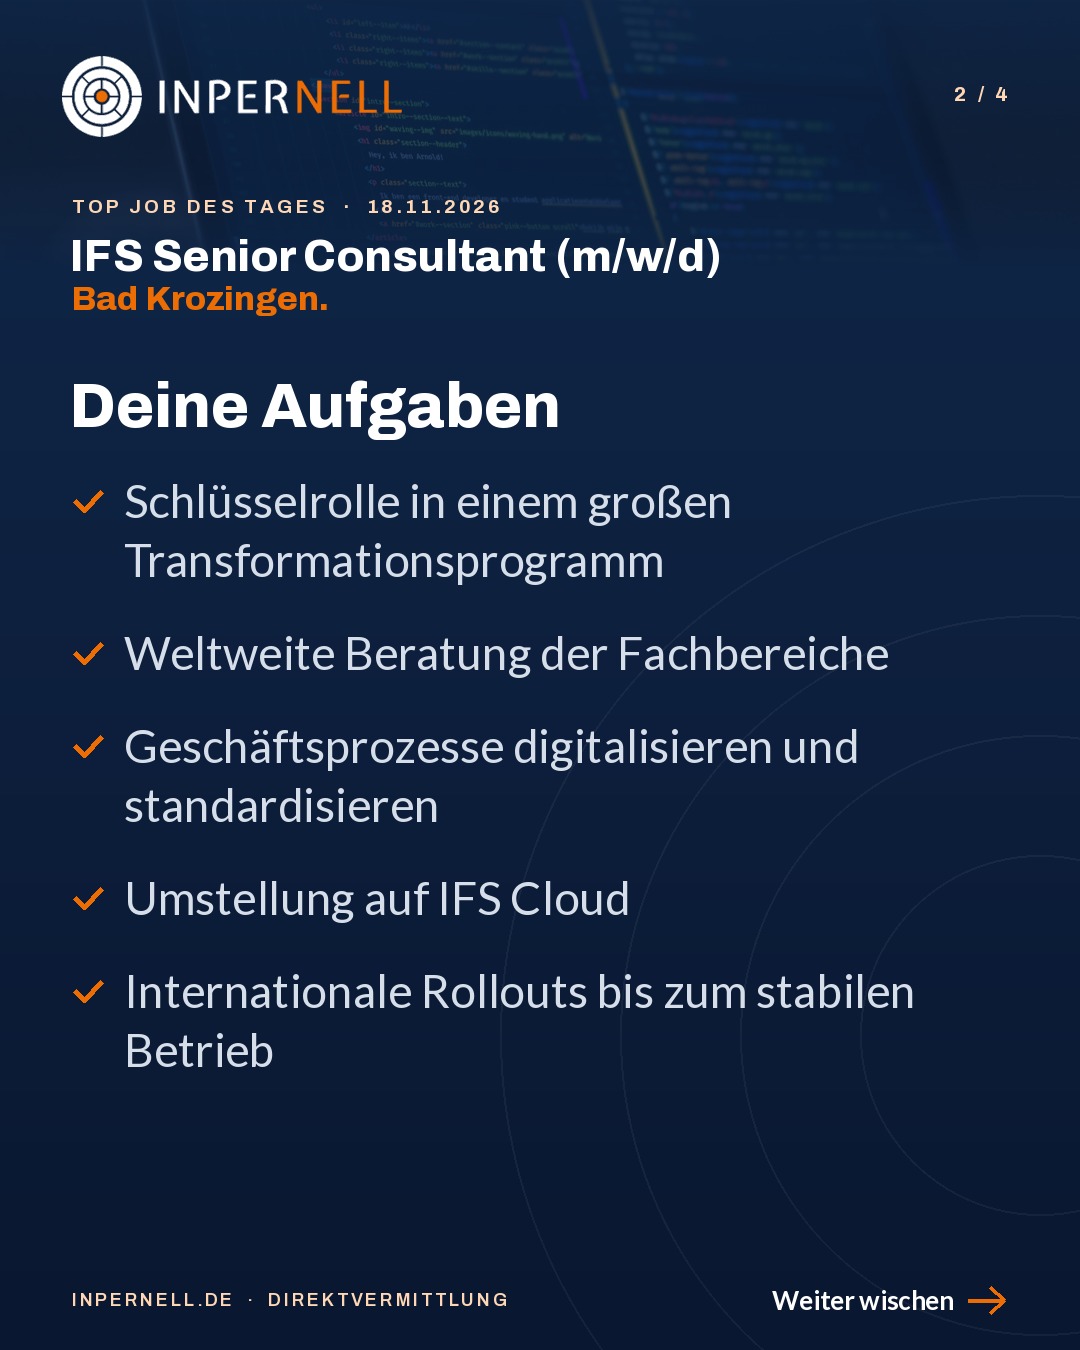 INPERNELL
2 / 4
TOP JOB DES TAGES · 18.11.2026
IFS Senior Consultant (m/w/d)
Bad Krozingen.
Deine Aufgaben
Schlüsselrolle in einem großen
Transformationsprogramm
Weltweite Beratung der Fachbereiche
Geschäftsprozesse digitalisieren und
standardisieren
Umstellung auf IFS Cloud
Internationale Rollouts bis zum stabilen
Betrieb
INPERNELL.DE · DIREKTVERMITTLUNG
Weiter wischen